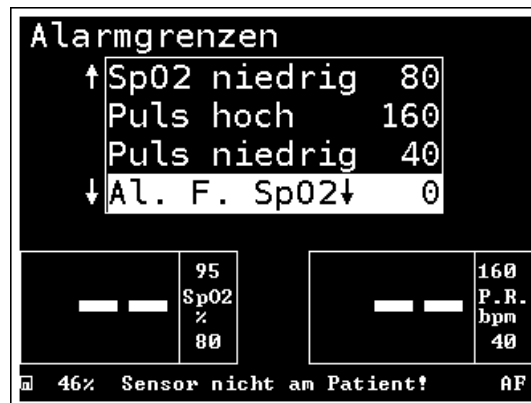 Alarmgrenzen
↑SpO2 niedrig 80
Puls hoch 160
Puls niedrig 40
↓Al. F. SpO2↓ 0
-- 95 SpO2 % 80
-- 160 P.R. bpm 40
46% Sensor nicht am Patient! AF